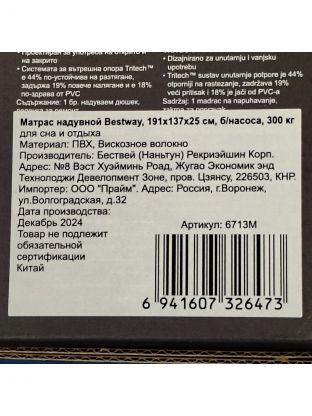 • Проектиран за употреба на открито и
на закрито
• Системата за вътрешна опора Tritech™
е 44% по-устойчива на разтягане,
задържа 19% повече налягане и е 18%
по-здрава от PVC
Съдържание: 1 бр. надуваем дюшек,
• Dizajnirano za unutarnju i vanjsku
upotrebu
• Tritech™ sustav unutarnje potpore je 44%
otporniji na rastezanje, zadržava 19%
veći pritisak i 18% je jači od PVC-a
Sadržaj: 1 madrac na napuhavanje,
Матрас надувной Bestway, 191х137х25 см, б/насоса, 300 кг
для сна и отдыха
Материал: ПВХ, Вискозное волокно
Производитель: Бествей (Наньтун) Рекриэйшин Корп.
Адрес: №8 Вэст Хуэйминь Роад, Жугао Экономик энд
Технолоджи Девелопмент Зоне, пров. Цзянсу, 226503, КНР.
Импортер: ООО "Прайм". Адрес: Россия, г.Воронеж,
ул.Волгоградская, д.32
Дата производства:
Декабрь 2024
Товар не подлежит
обязательной
сертификации
Китай
Артикул: 6713М
6 941607 326473